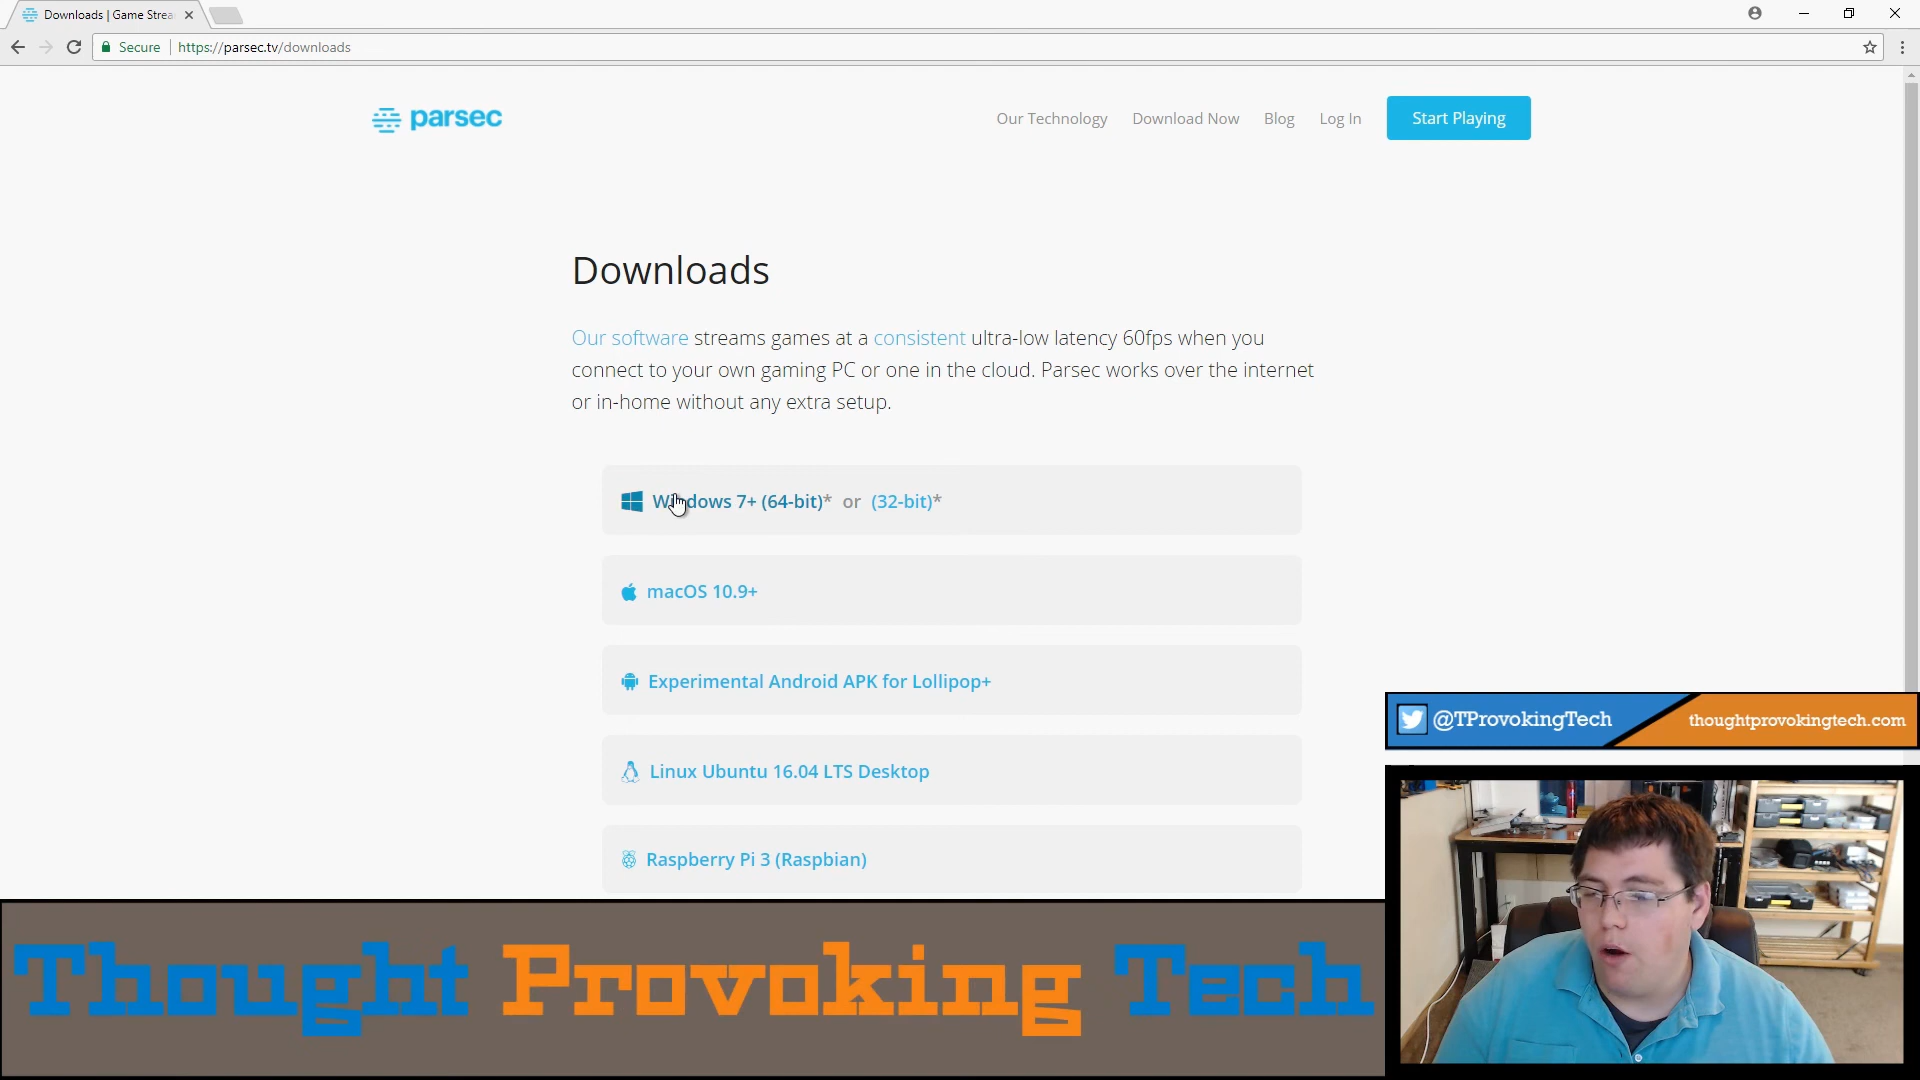 Downloads | Game Strea
Secure
https://parsec.tv/downloads
parsec
Our Technology
Download Now
Blog
Log In
Start Playing
Downloads
Our software streams games at a consistent ultra-low latency 60fps when you
connect to your own gaming PC or one in the cloud. Parsec works over the internet
or in-home without any extra setup.
Windows 7+ (64-bit)* or (32-bit)*
macOS 10.9+
Experimental Android APK for Lollipop+
Linux Ubuntu 16.04 LTS Desktop
Raspberry Pi 3 (Raspbian)
@TProvokingTech
thoughtprovokingtech.com
Thought Provoking Tech